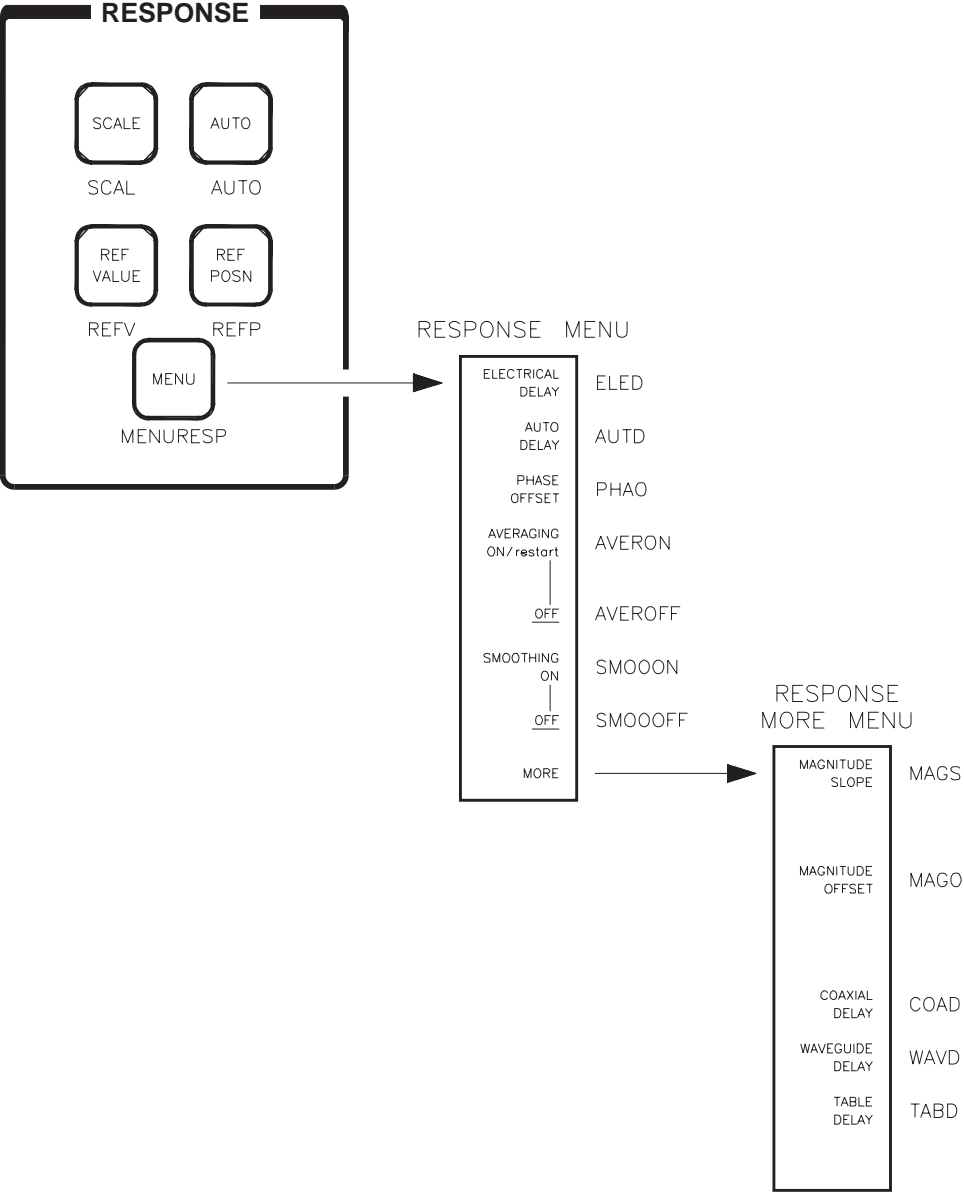 RESPONSE
SCALE AUTO
SCAL AUTO
REF REF
VALUE POSN
REFV REFP
MENU
MENURESP
RESPONSE MENU
ELECTRICAL
DELAY ELED
AUTO
DELAY AUTD
PHASE
OFFSET PHAO
AVERAGING
ON/restart AVERON
OFF AVEROFF
SMOOTHING
ON SMOOON
OFF SMOOOFF
MORE
RESPONSE
MORE MENU
MAGNITUDE
SLOPE MAGS
MAGNITUDE
OFFSET MAGO
COAXIAL
DELAY COAD
WAVEGUIDE
DELAY WAVD
TABLE
DELAY TABD